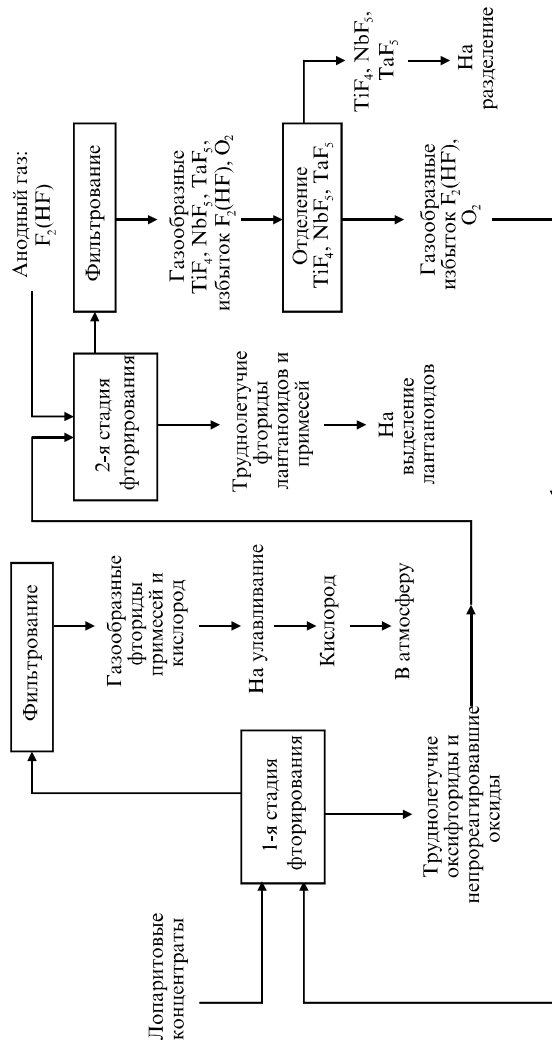 Лопаритовые
концентраты
1-я стадия
фторирования
Труднолетучие
оксифториды и
непрореагировавшие
оксиды
Фильтрование
Газообразные
фториды
примесей и
кислород
На улавливание
Кислород
В атмосферу
Анодный газ:
F₂(HF)
2-я стадия
фторирования
Труднолетучие
фториды
лантаноидов и
примесей
На
выделение
лантаноидов
Фильтрование
Газообразные
TiF₄, NbF₅, TaF₅,
избыток F₂(HF), O₂
Отделение
TiF₄, NbF₅, TaF₅
TiF₄, NbF₅,
TaF₅
На
разделение
Газообразные
избыток F₂(HF),
O₂